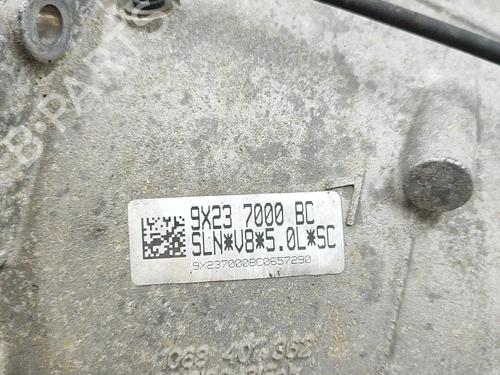 B-PARTS
9X23 7000 BC
SLN*V8*5.0L*SC
9X237000BC0657290
1068 401 862